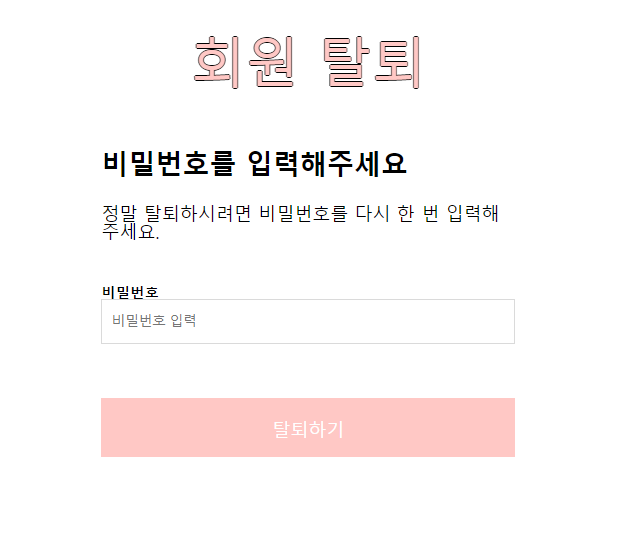 회원 탈퇴
비밀번호를 입력해주세요
정말 탈퇴하시려면 비밀번호를 다시 한 번 입력해
주세요.
비밀번호
비밀번호 입력
탈퇴하기